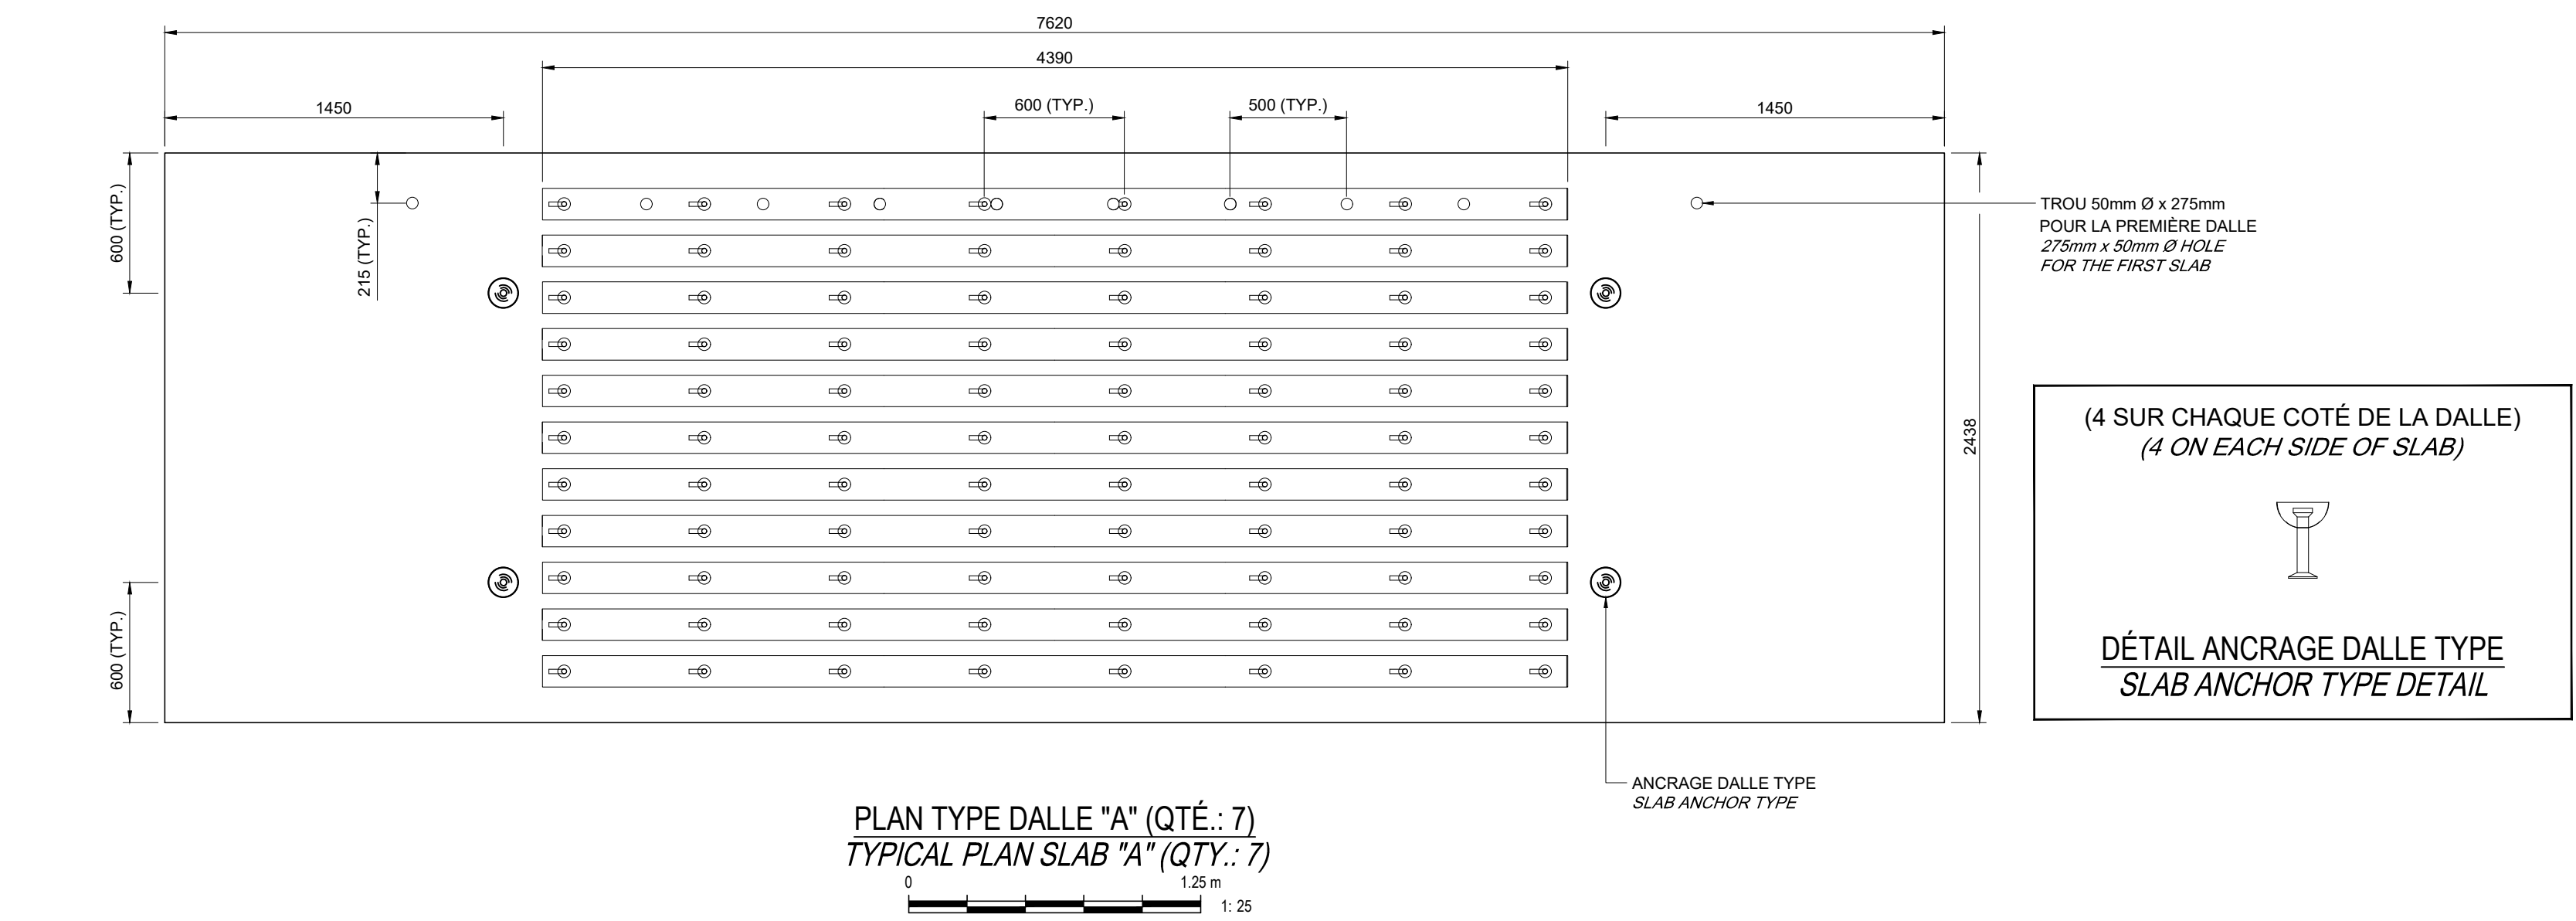 7620
4390
1450
600 (TYP.)
500 (TYP.)
1450
600 (TYP.)
215 (TYP.)
TROU 50mm Ø x 275mm
POUR LA PREMIÈRE DALLE
275mm x 50mm Ø HOLE
FOR THE FIRST SLAB
2438
(4 SUR CHAQUE COTÉ DE LA DALLE)
(4 ON EACH SIDE OF SLAB)
DÉTAIL ANCRAGE DALLE TYPE
SLAB ANCHOR TYPE DETAIL
600 (TYP.)
ANCRAGE DALLE TYPE
SLAB ANCHOR TYPE
PLAN TYPE DALLE "A" (QTÉ.: 7)
TYPICAL PLAN SLAB "A" (QTY.: 7)
0 1.25 m
1: 25